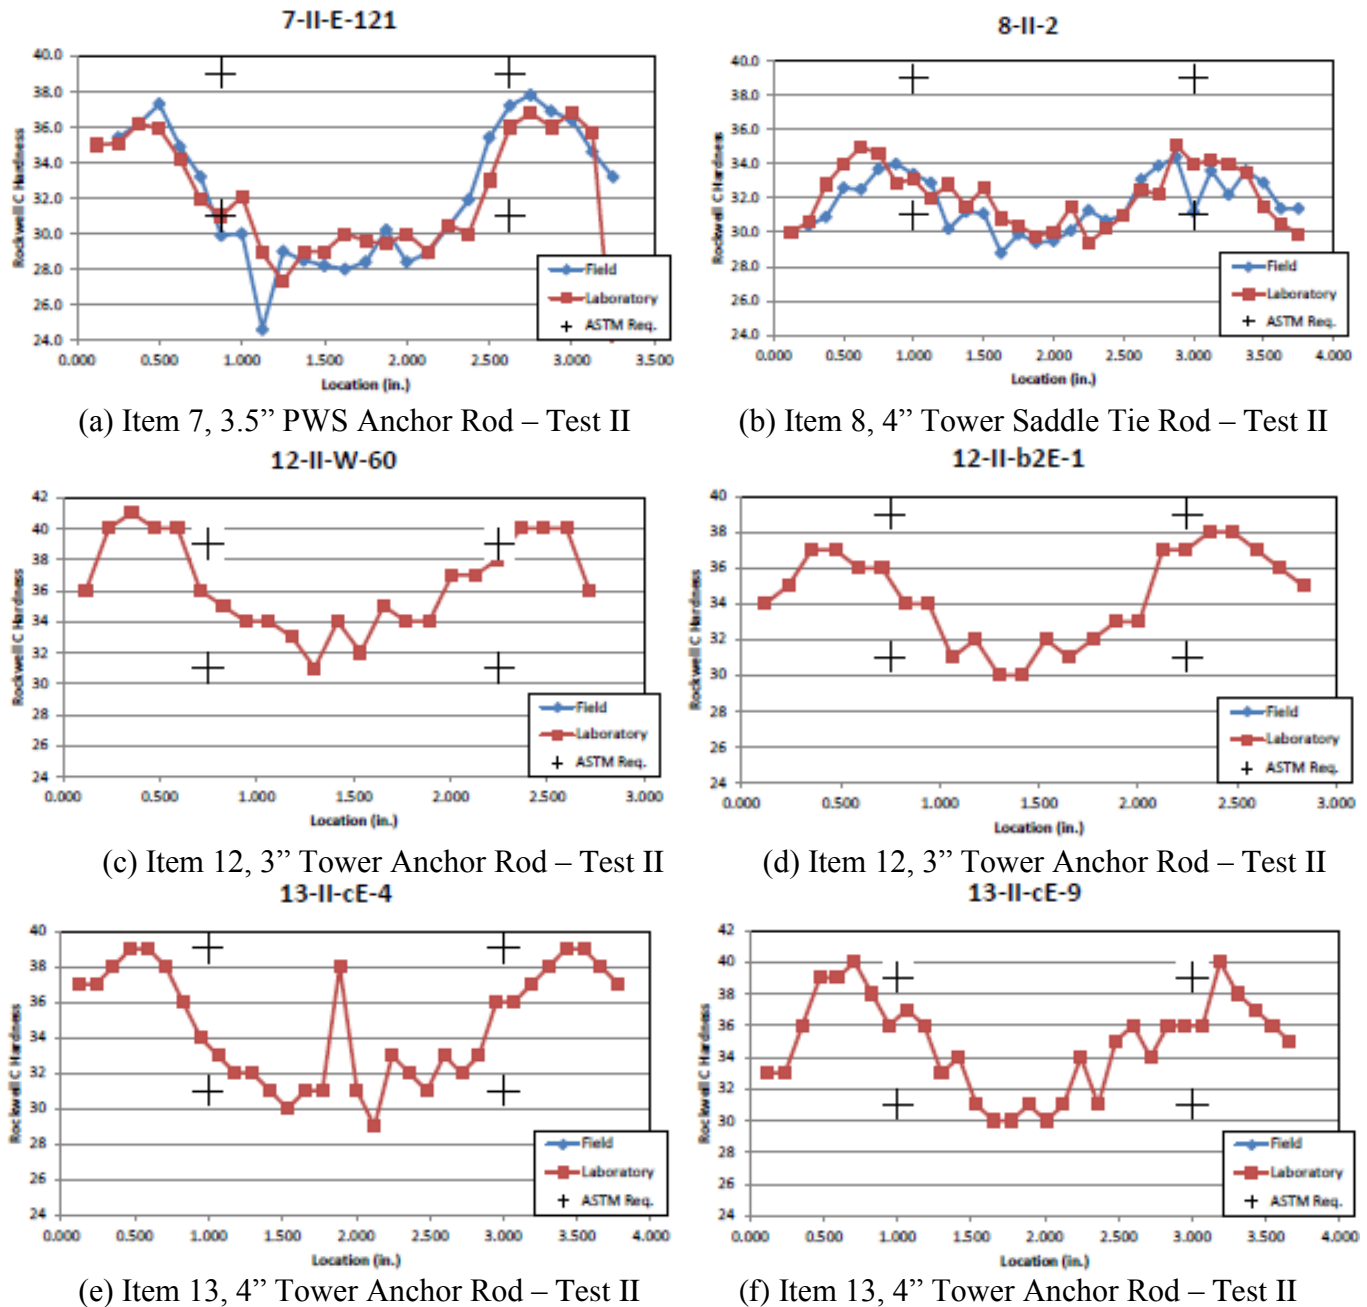 7-II-E-121
40.0
38.0
36.0
34.0
32.0
30.0
28.0
26.0
24.0
Rockwell C Hardness
Field
Laboratory
ASTM Req.
0.000 0.500 1.000 1.500 2.000 2.500 3.000 3.500
Location (in.)
(a) Item 7, 3.5” PWS Anchor Rod – Test II
8-II-2
40.0
38.0
36.0
34.0
32.0
30.0
28.0
26.0
24.0
Rockwell C Hardness
Field
Laboratory
ASTM Req.
0.000 0.500 1.000 1.500 2.000 2.500 3.000 3.500 4.000
Location (in.)
(b) Item 8, 4” Tower Saddle Tie Rod – Test II
12-II-W-60
42
40
38
36
34
32
30
28
26
24
Rockwell C Hardness
Field
Laboratory
ASTM Req.
0.000 0.500 1.000 1.500 2.000 2.500 3.000
Location (in.)
(c) Item 12, 3” Tower Anchor Rod – Test II
12-II-b2E-1
40
38
36
34
32
30
28
26
24
Rockwell C Hardness
Field
Laboratory
ASTM Req.
0.000 0.500 1.000 1.500 2.000 2.500 3.000
Location (in.)
(d) Item 12, 3” Tower Anchor Rod – Test II
13-II-cE-4
40
38
36
34
32
30
28
26
24
Rockwell C Hardness
Field
Laboratory
ASTM Req.
0.000 0.500 1.000 1.500 2.000 2.500 3.000 3.500 4.000
Location (in.)
(e) Item 13, 4” Tower Anchor Rod – Test II
13-II-cE-9
42
40
38
36
34
32
30
28
26
24
Rockwell C Hardness
Field
Laboratory
ASTM Req.
0.000 0.500 1.000 1.500 2.000 2.500 3.000 3.500 4.000
Location (in.)
(f) Item 13, 4” Tower Anchor Rod – Test II